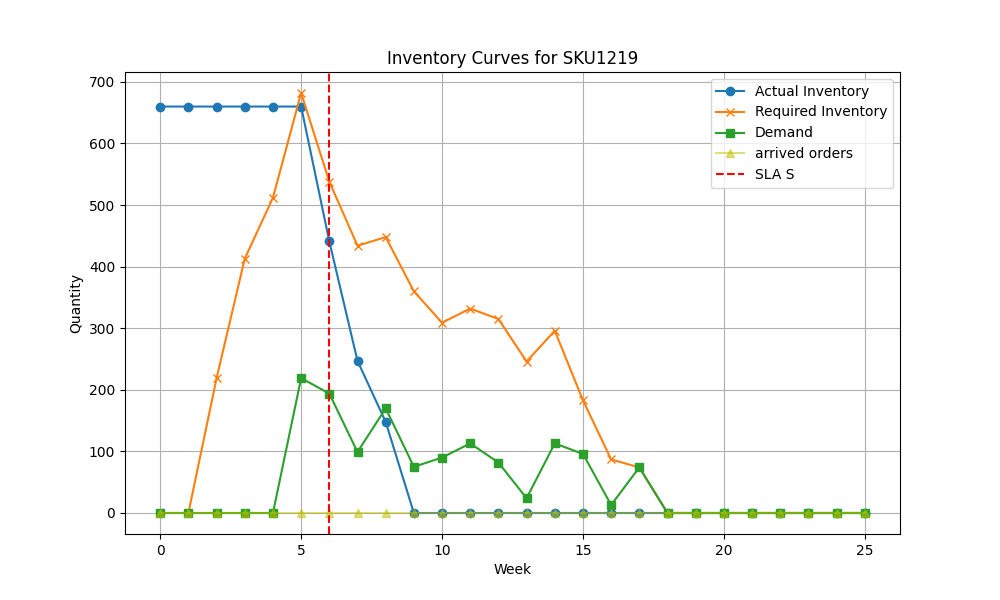 Inventory Curves for SKU1219
Actual Inventory
Required Inventory
Demand
arrived orders
SLA S
700
600
500
400
300
200
100
0
Quantity
0 5 10 15 20 25
Week